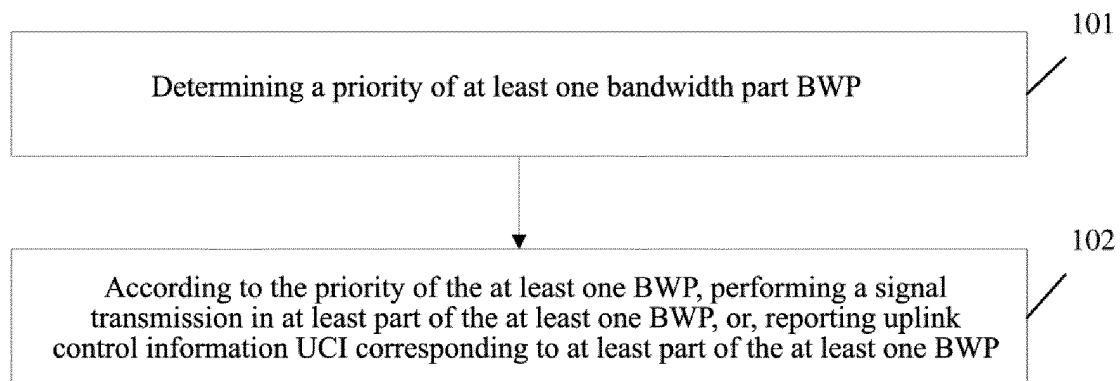 101
Determining a priority of at least one bandwidth part BWP
102
According to the priority of the at least one BWP, performing a signal
transmission in at least part of the at least one BWP, or, reporting uplink
control information UCI corresponding to at least part of the at least one BWP